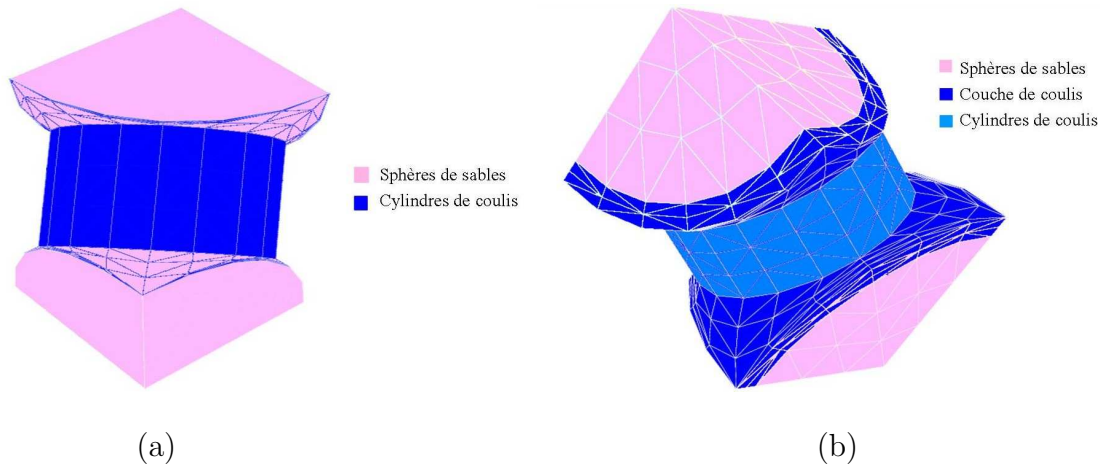 Sphères de sables
Cylindres de coulis
Sphères de sables
Couche de coulis
Cylindres de coulis
(a)
(b)